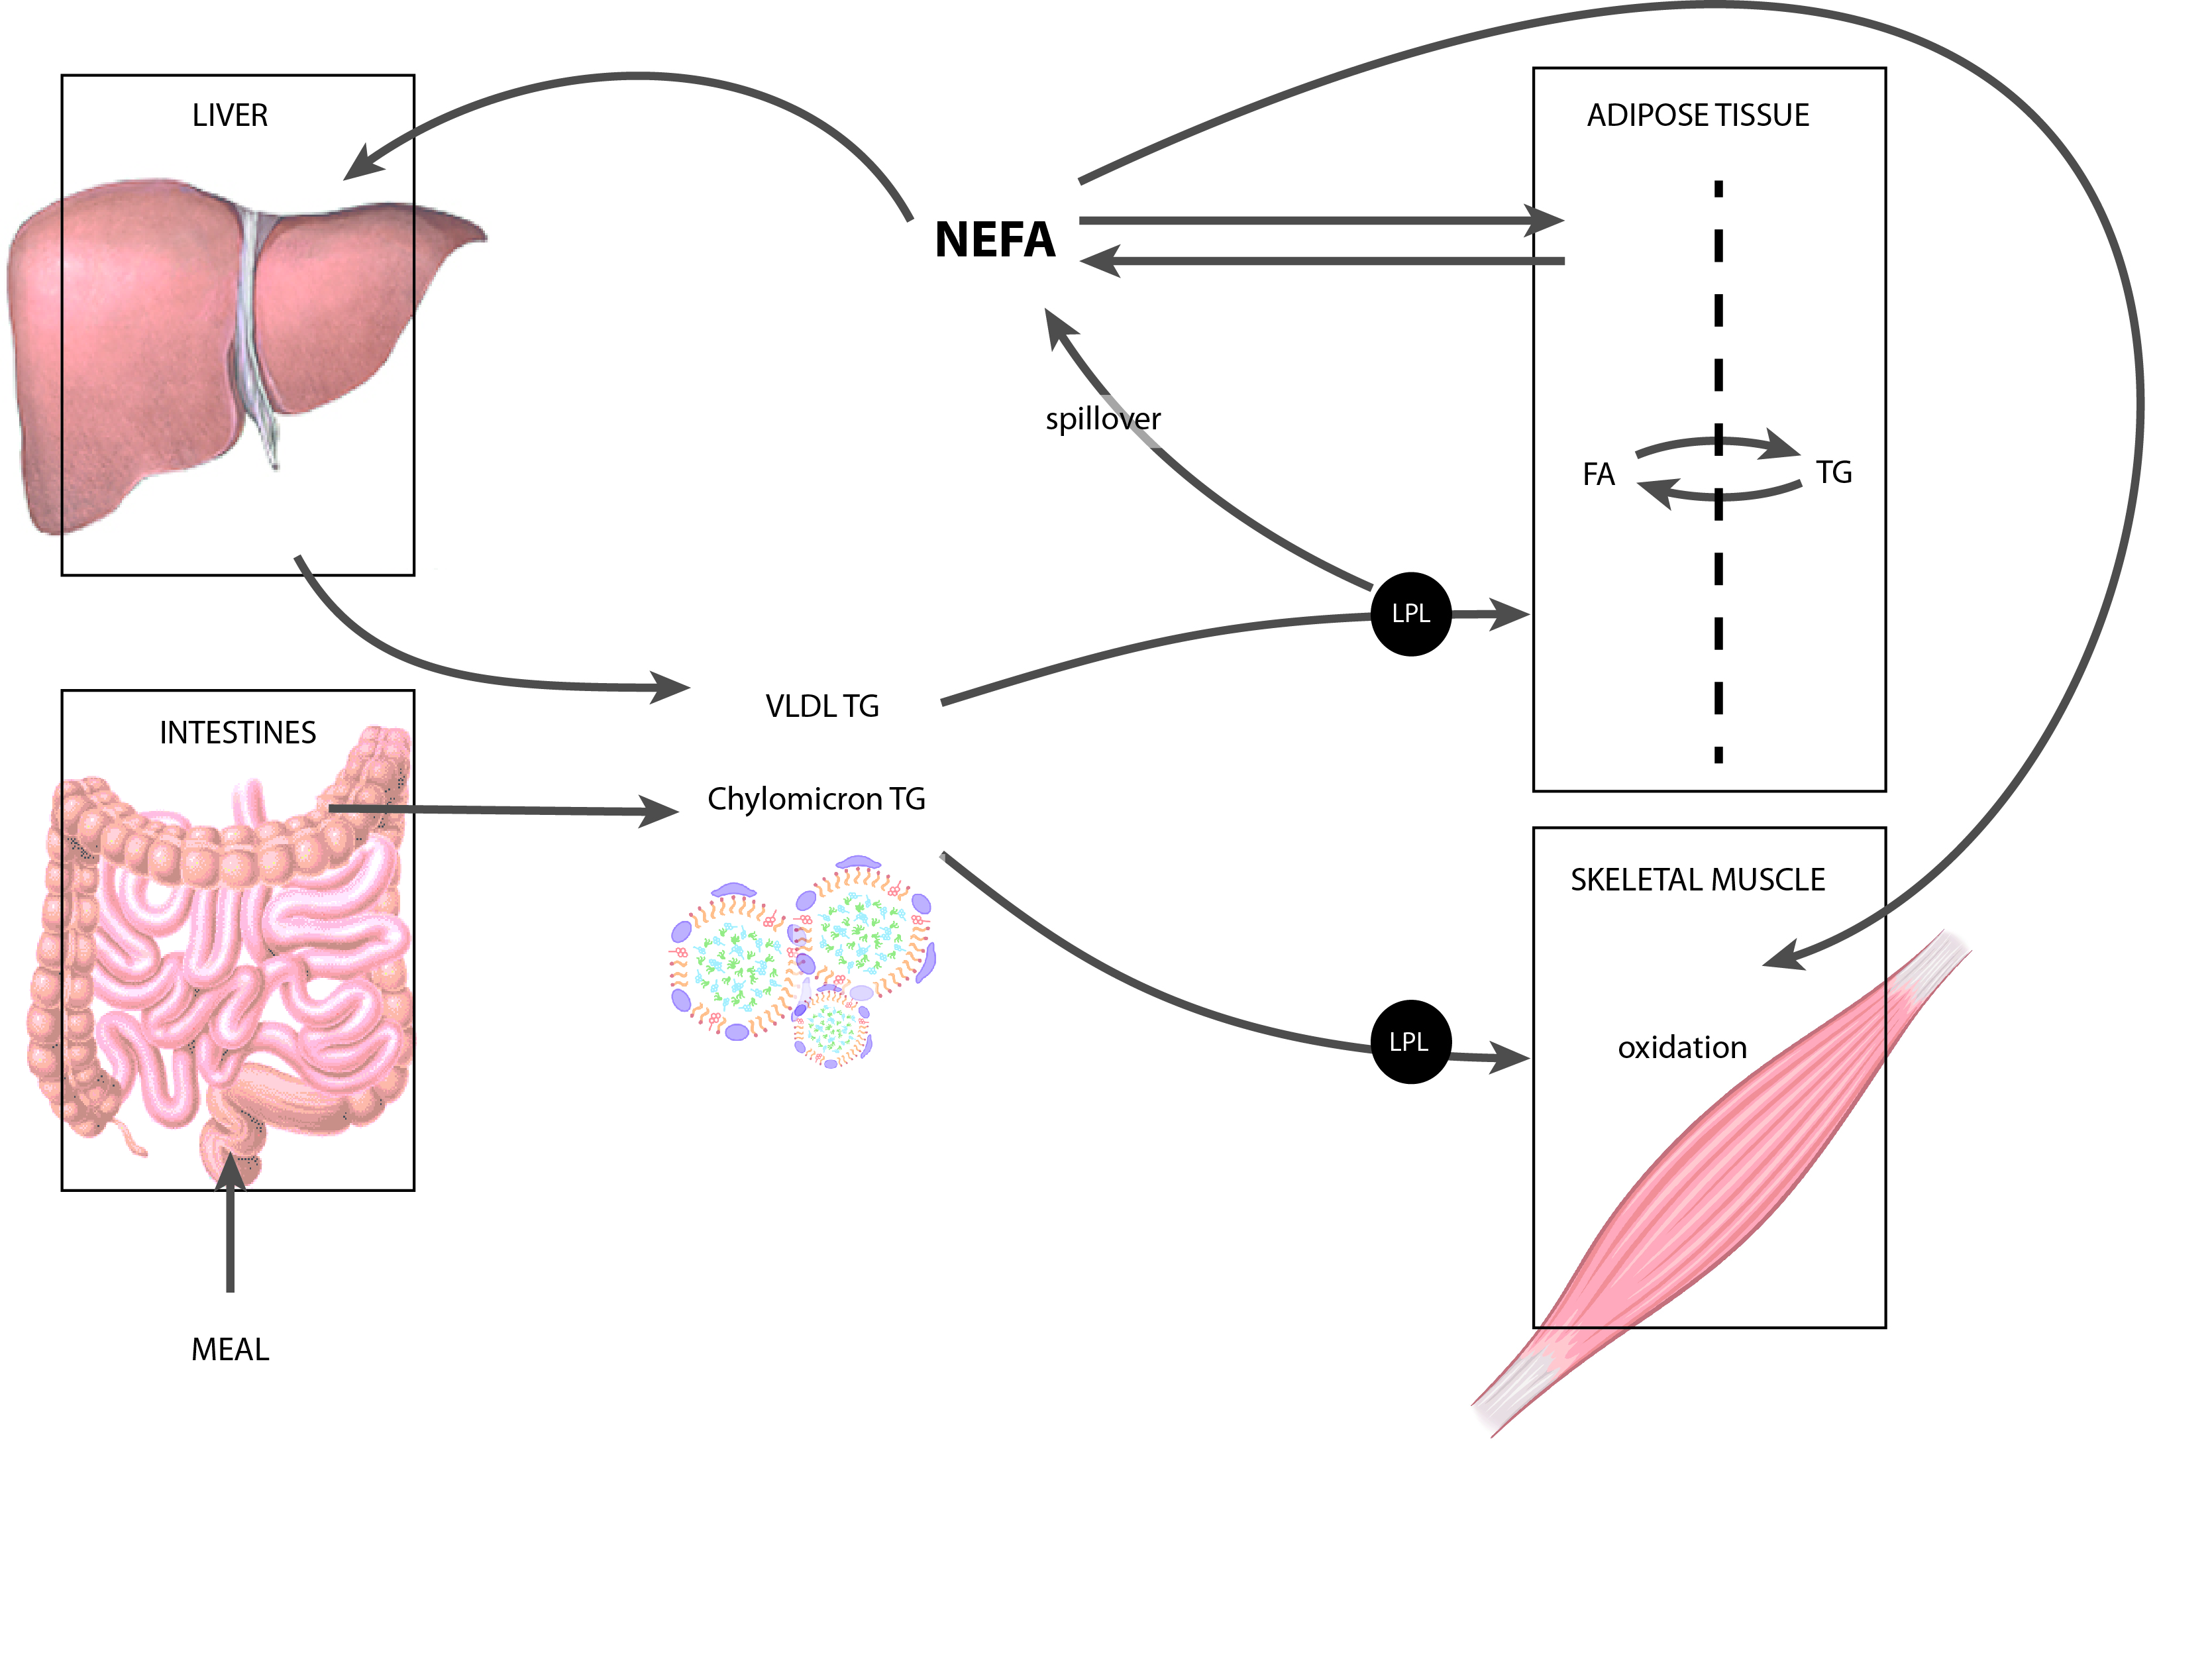 LIVER
ADIPOSE TISSUE
NEFA
spillover
FA
TG
LPL
VLDL TG
INTESTINES
Chylomicron TG
SKELETAL MUSCLE
LPL
oxidation
MEAL